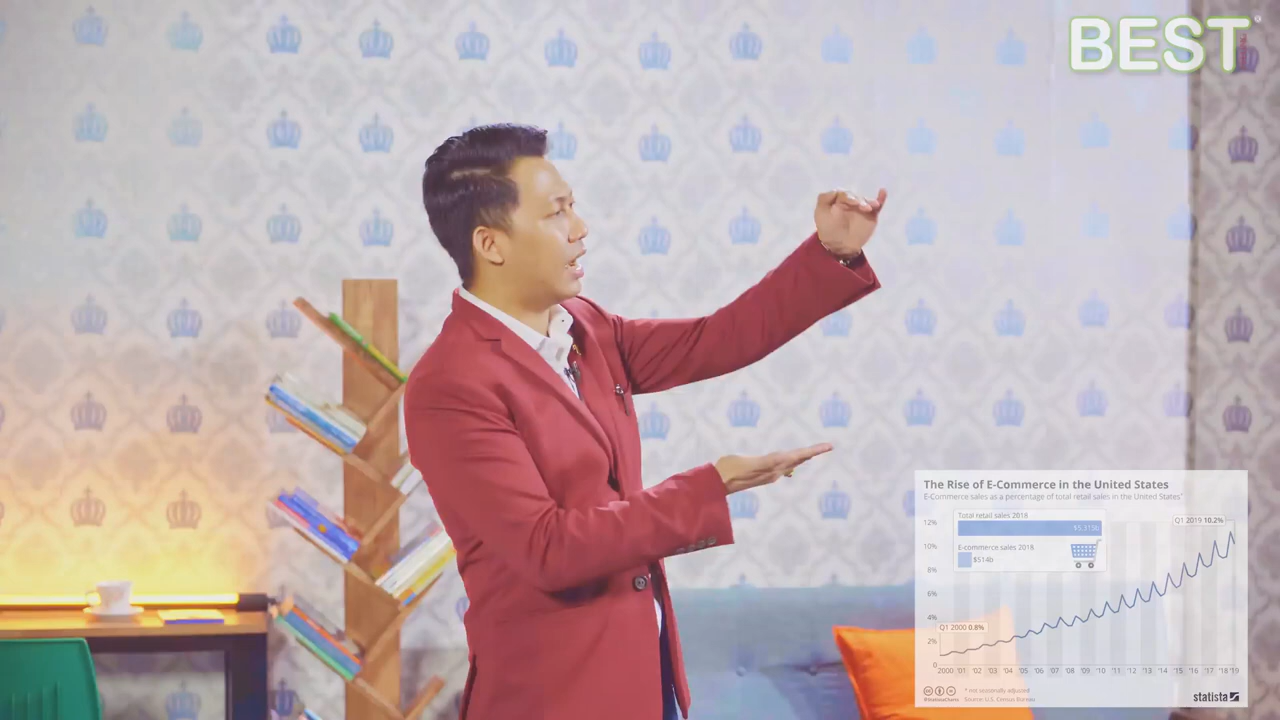 BEST
The Rise of E-Commerce in the United States
E-Commerce sales as a percentage of total retail sales in the United States*
12%
10%
8%
6%
4%
2%
0
Total retail sales 2018
$5,315b
E-commerce sales 2018
$514b
Q1 2019 10.2%
Q1 2000 0.8%
2000 '01 '02 '03 '04 '05 '06 '07 '08 '09 '10 '11 '12 '13 '14 '15 '16 '17 '18 '19
* not seasonally adjusted
@StatistaCharts Source: U.S. Census Bureau
statista